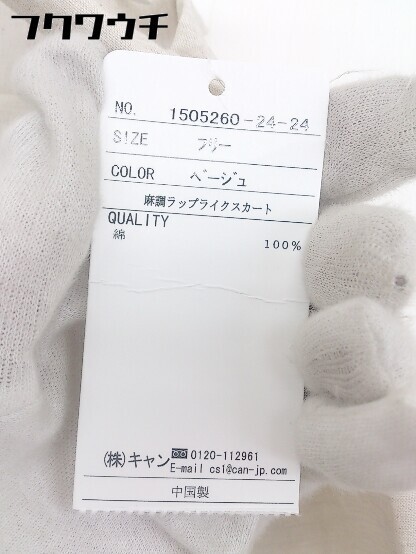 フクワウチ
NO. 1505260-24-24
SIZE フリー
COLOR ベージュ
麻調ラップライクスカート
QUALITY
綿 100%
(株)キャン 0120-112961
E-mail csl@can-jp.com
中国製